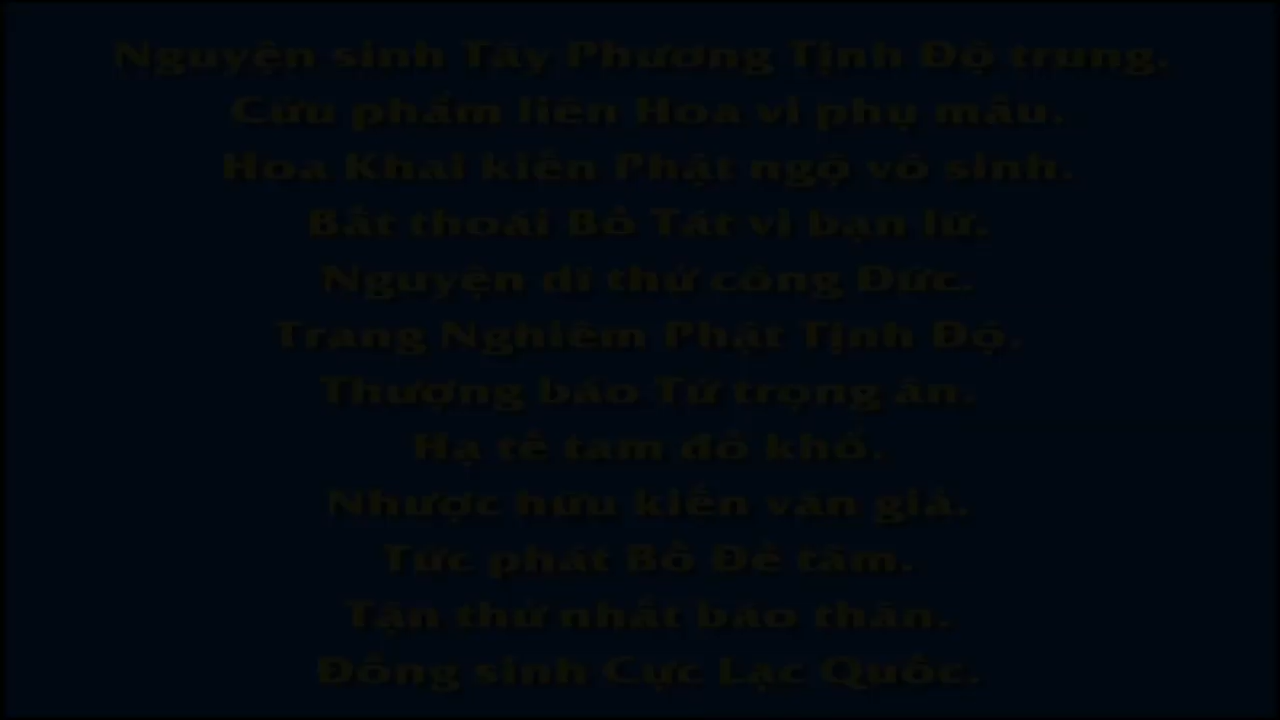 Nguyện sinh Tây Phương Tịnh Độ trung.
Cửu phẩm liên Hoa vi phụ mẫu.
Hoa Khai kiến Phật ngộ vô sinh.
Bất thoái Bồ Tát vi bạn lữ.
Nguyện dĩ thử công Đức.
Trang Nghiêm Phật Tịnh Độ.
Thượng báo Tứ trọng ân.
Hạ tế tam đồ khổ.
Nhược hữu kiến văn giả.
Tức phát Bồ Đề tâm.
Tận thử nhất báo thân.
Đồng sinh Cực Lạc Quốc.